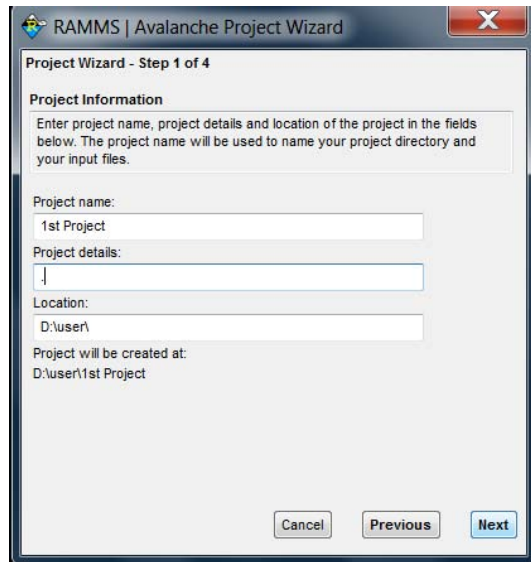 RAMMS | Avalanche Project Wizard
Project Wizard - Step 1 of 4
Project Information
Enter project name, project details and location of the project in the fields
below. The project name will be used to name your project directory and
your input files.
Project name:
1st Project
Project details:
.
Location:
D:\user\
Project will be created at:
D:\user\1st Project
Cancel Previous Next